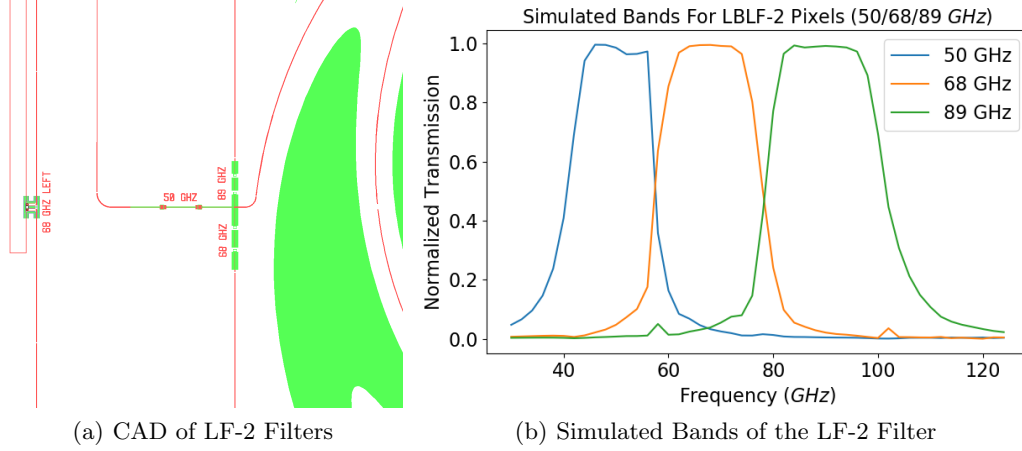 68 GHZ LEFT
50 GHZ
89 GHZ
68 GHZ
Simulated Bands For LBLF-2 Pixels (50/68/89 GHz)
Normalized Transmission
1.0
0.8
0.6
0.4
0.2
0.0
50 GHz
68 GHz
89 GHz
40 60 80 100 120
Frequency (GHz)
(a) CAD of LF-2 Filters
(b) Simulated Bands of the LF-2 Filter